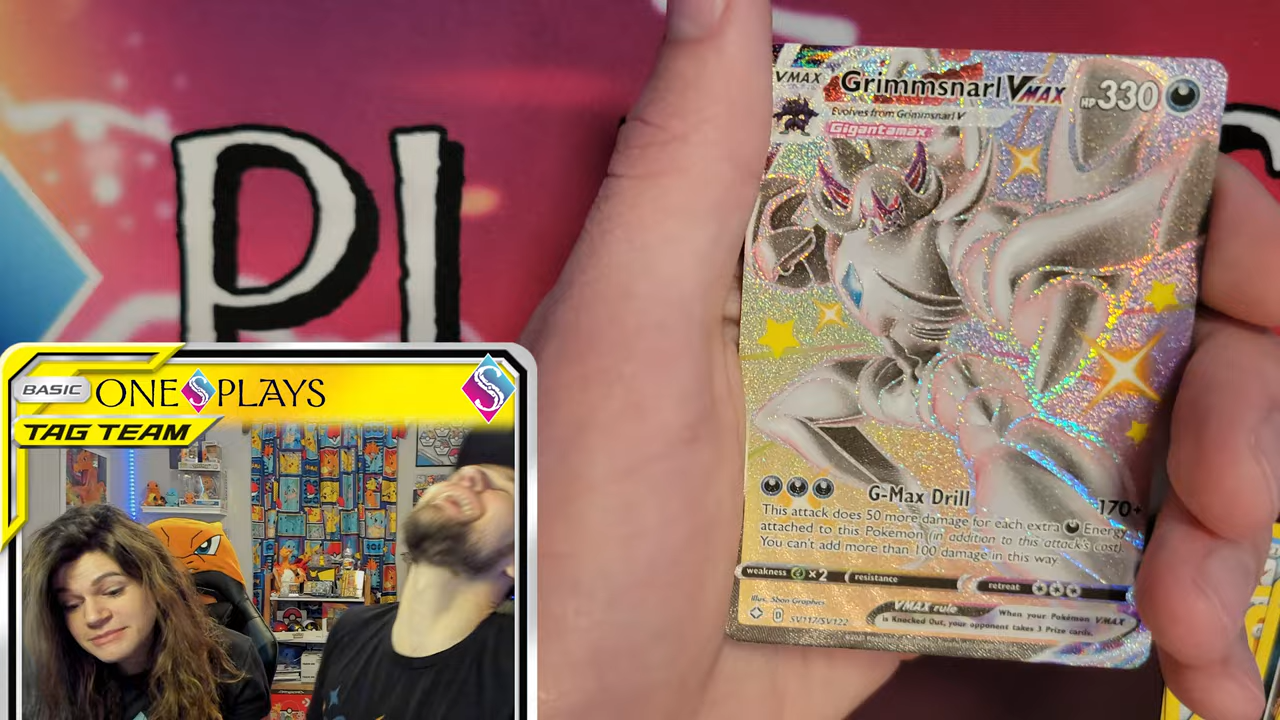 PL
VMAX
Grimmsnarl VMAX
HP 330
Evolves from Grimmsnarl V
Gigantamax
G-Max Drill 170+
This attack does 50 more damage for each extra Energy
attached to this Pokémon (in addition to this attack's cost).
You can't add more than 100 damage in this way.
weakness ×2 resistance retreat
Illus. 5ban Graphics
D SV117/SV122
VMAX rule When your Pokémon VMAX
is Knocked Out, your opponent takes 3 Prize cards.
BASIC ONE S PLAYS S
TAG TEAM